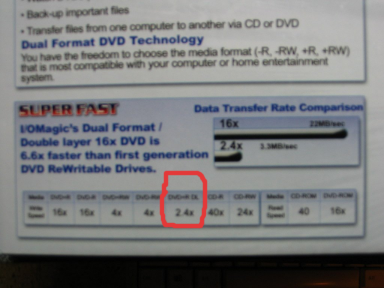 • Back-up important files
• Transfer files from one computer to another via CD or DVD
Dual Format DVD Technology
You have the freedom to choose the media format (-R, -RW, +R, +RW)
that is most compatible with your computer or home entertainment
system.
SUPER FAST
Data Transfer Rate Comparison
I/OMagic's Dual Format /
Double layer 16x DVD is
6.6x faster than first generation
DVD ReWritable Drives.
16x 22MB/sec
2.4x 3.3MB/sec
Media DVD+R DVD-R DVD+RW DVD-RW DVD+R DL CD-R CD-RW Media CD-ROM DVD-ROM
Write Speed 16x 16x 4x 4x 2.4x 40x 24x Read Speed 40 16x